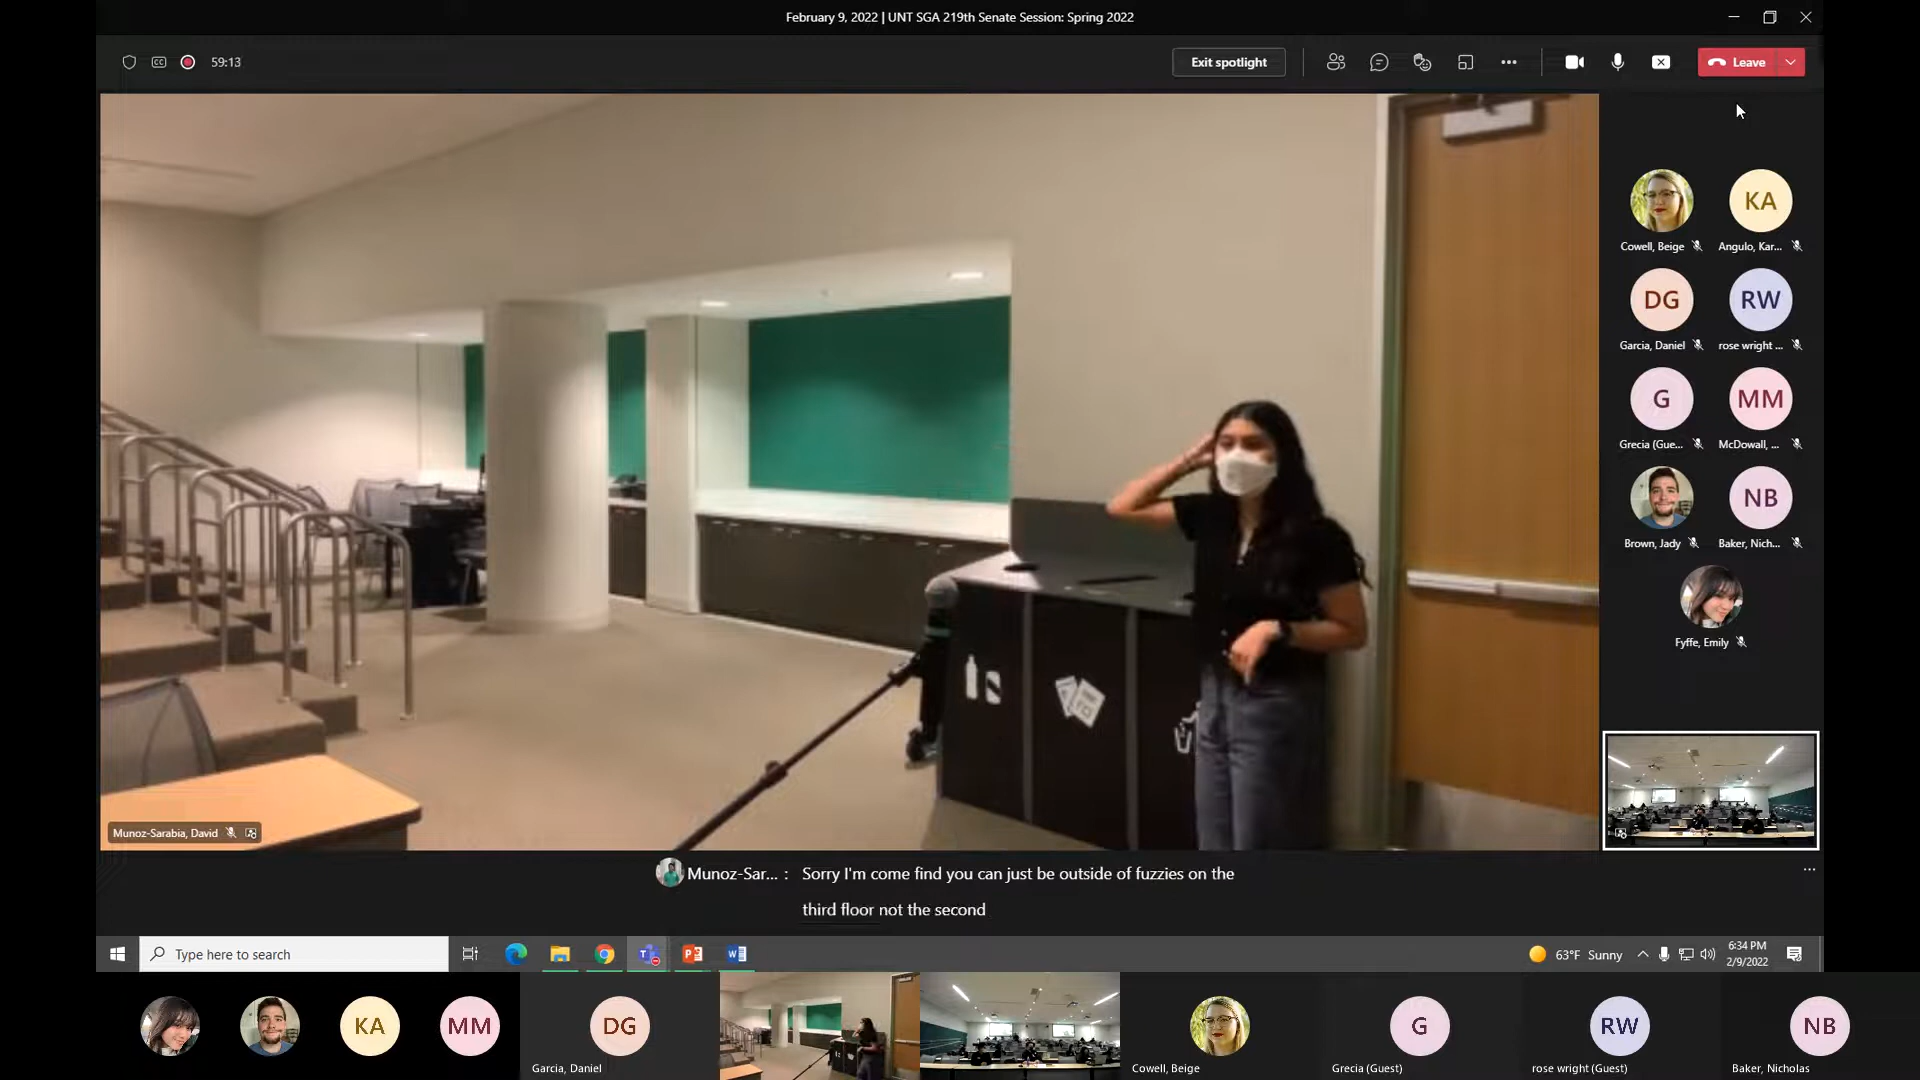 February 9, 2022 | UNT SGA 219th Senate Session: Spring 2022
CC
59:13
Exit spotlight
Leave
Cowell, Beige
KA
Angulo, Kar...
DG
Garcia, Daniel
RW
rose wright ...
G
Grecia (Gue...
MM
McDowall, ...
Brown, Jady
NB
Baker, Nich...
Fyffe, Emily
Munoz-Sarabia, David
Munoz-Sar... : Sorry I'm come find you can just be outside of fuzzies on the
third floor not the second
Type here to search
63°F Sunny
6:34 PM
2/9/2022
KA
MM
DG
Garcia, Daniel
Cowell, Beige
G
Grecia (Guest)
RW
rose wright (Guest)
NB
Baker, Nicholas